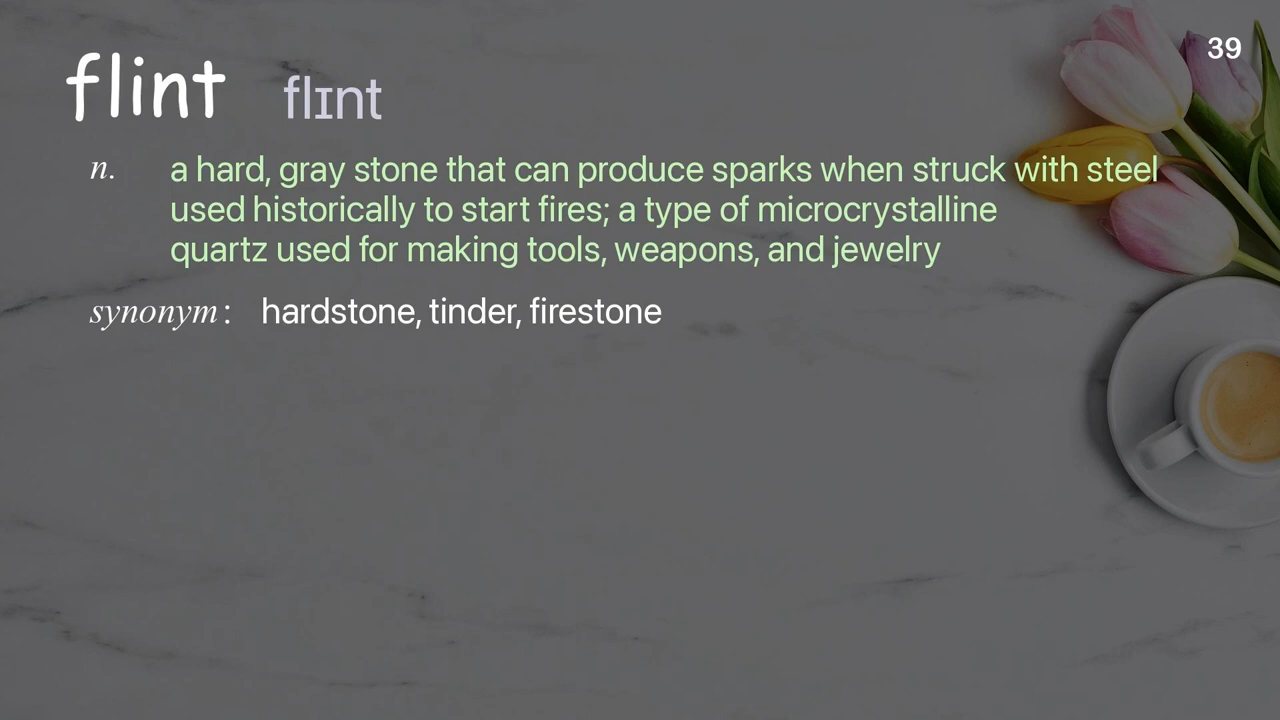 39
flint flɪnt
n. a hard, gray stone that can produce sparks when struck with steel
used historically to start fires; a type of microcrystalline
quartz used for making tools, weapons, and jewelry
synonym: hardstone, tinder, firestone